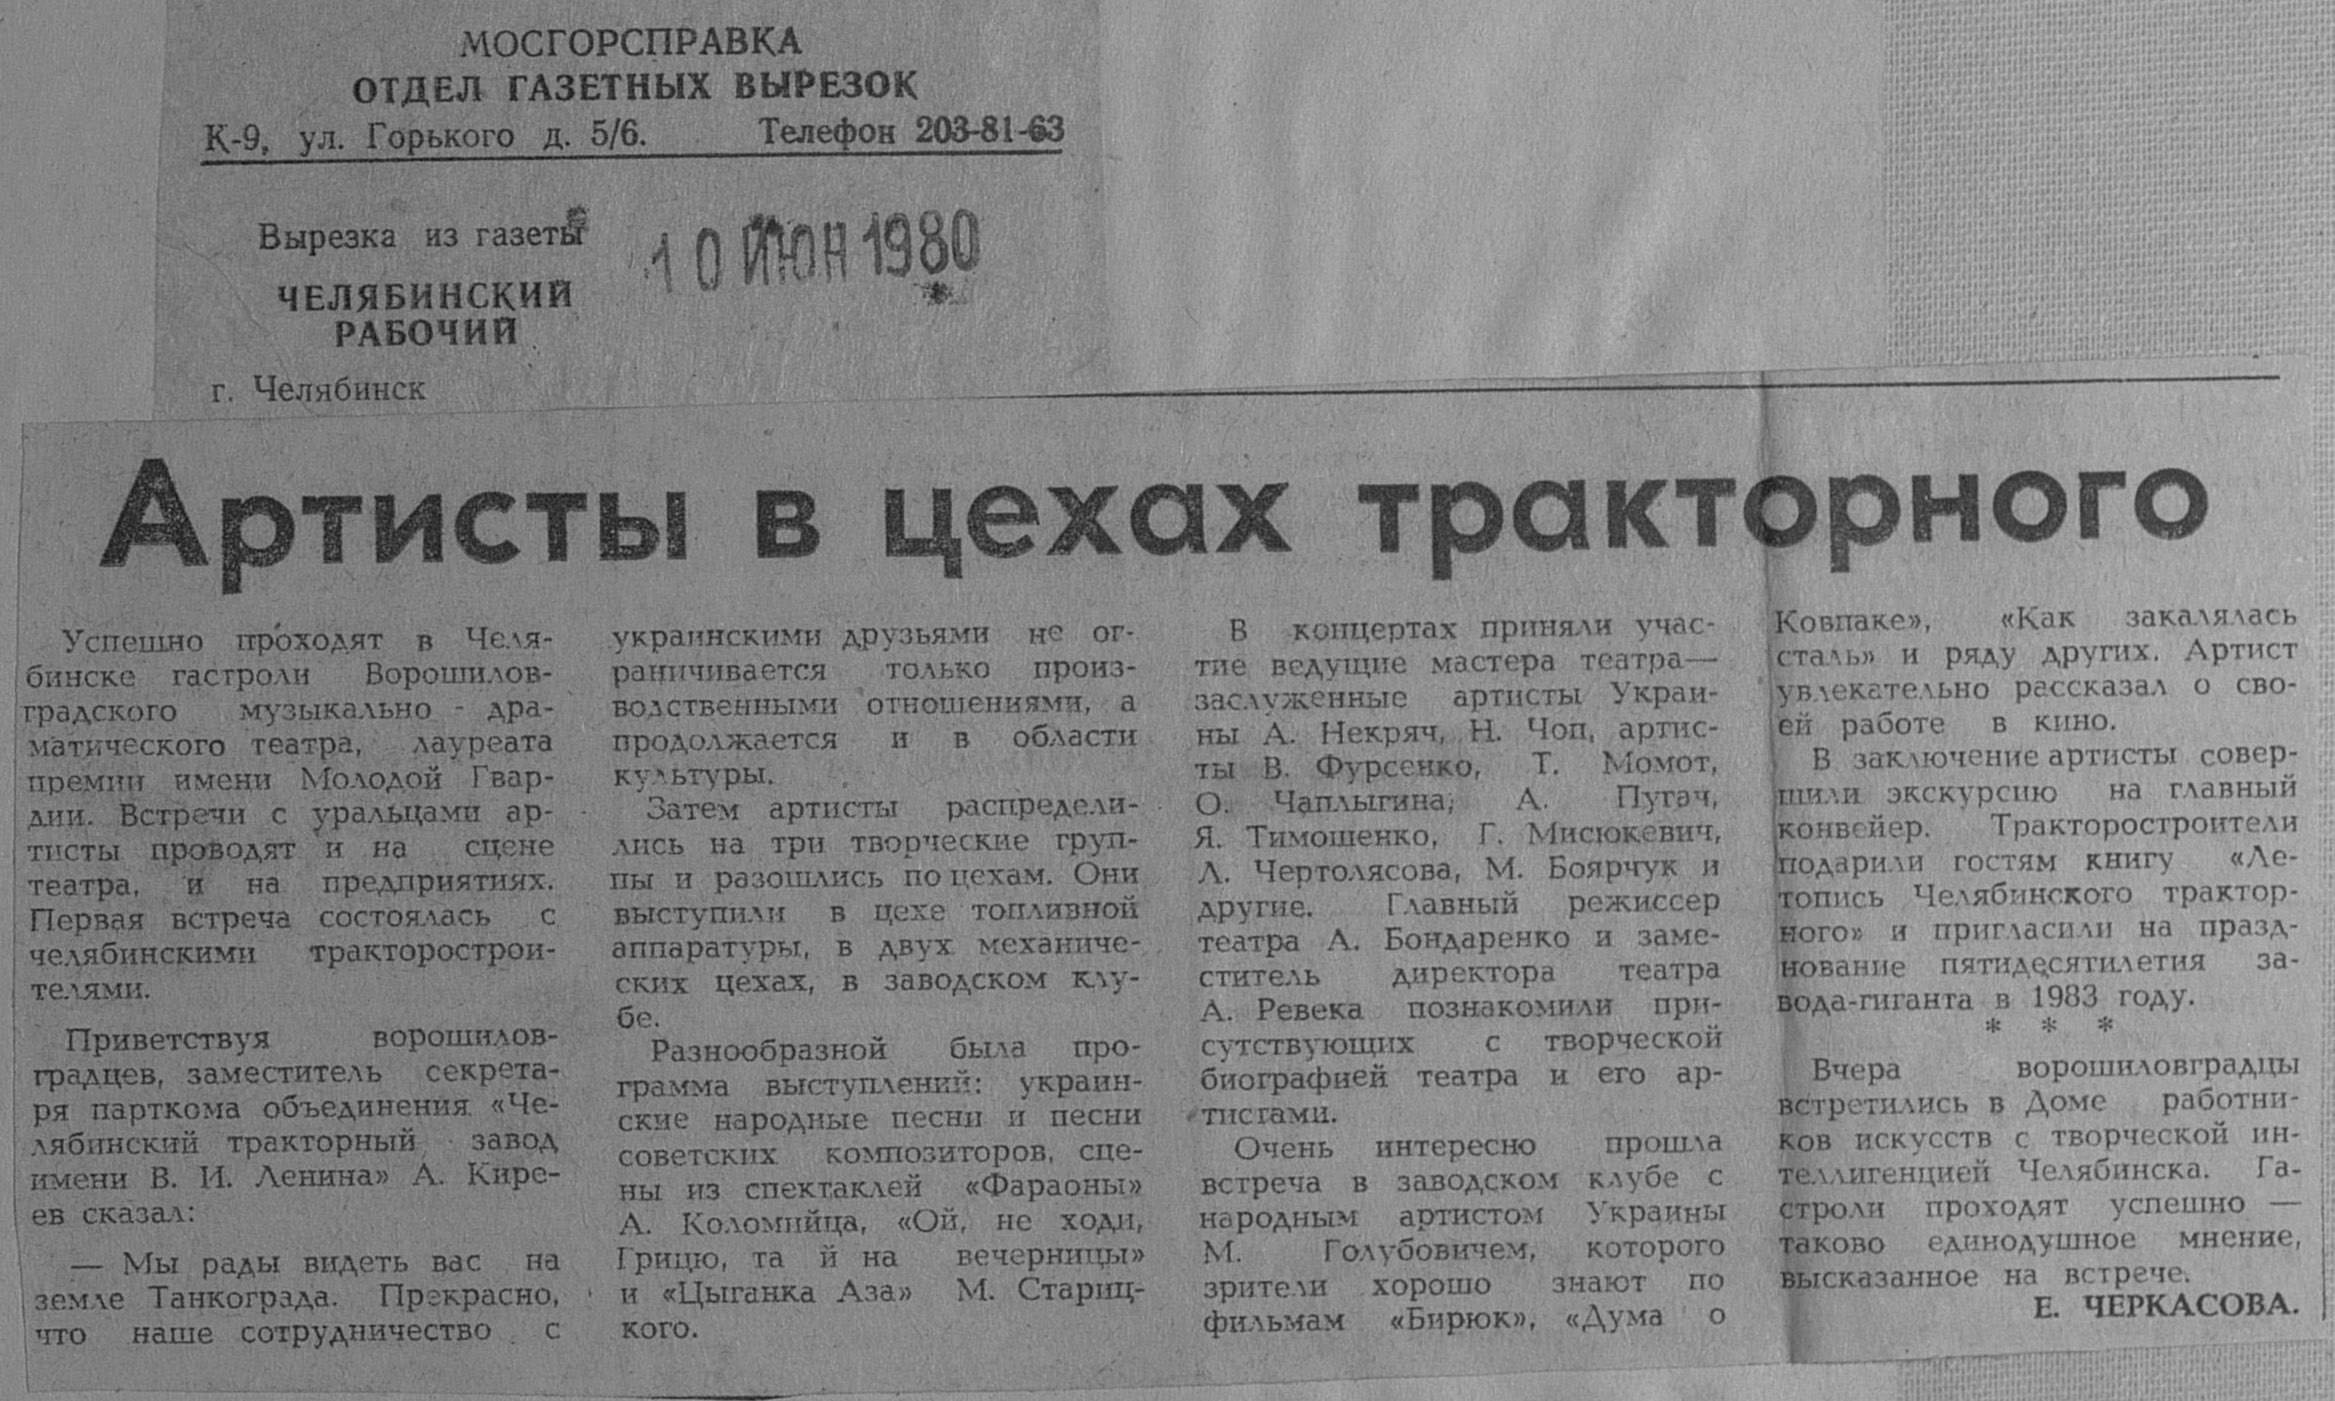 МОСГОРСПРАВКА
ОТДЕЛ ГАЗЕТНЫХ ВЫРЕЗОК
К-9, ул. Горького д. 5/6. Телефон 203-81-63
Вырезка из газеты
10 ИЮН 1980
ЧЕЛЯБИНСКИЙ
РАБОЧИЙ
г. Челябинск
Артисты в цехах тракторного
Успешно проходят в Челя-
бинске гастроли Ворошилов-
градского музыкально - дра-
матического театра, лауреата
премии имени Молодой Гвар-
дии. Встречи с уральцами ар-
тисты проводят и на сцене
театра, и на предприятиях.
Первая встреча состоялась с
челябинскими тракторострои-
телями.
Приветствуя ворошилов-
градцев, заместитель секрета-
ря парткома объединения «Че-
лябинский тракторный завод
имени В. И. Ленина» А. Кире-
ев сказал:
— Мы рады видеть вас на
земле Танкограда. Прекрасно,
что наше сотрудничество с
украинскими друзьями не ог-
раничивается только произ-
водственными отношениями, а
продолжается и в области
культуры.
Затем артисты распредели-
лись на три творческие груп-
пы и разошлись по цехам. Они
выступили в цехе топливной
аппаратуры, в двух механиче-
ских цехах, в заводском клу-
бе.
Разнообразной была про-
грамма выступлений: украин-
ские народные песни и песни
советских композиторов, сце-
ны из спектаклей «Фараоны»
А. Коломийца, «Ой, не ходи,
Грицю, та й на вечерницы»
и «Цыганка Аза» М. Стариц-
кого.
В концертах приняли учас-
тие ведущие мастера театра—
заслуженные артисты Украи-
ны А. Некряч, Н. Чоп, артис-
ты В. Фурсенко, Т. Момот,
О. Чаплыгина, А. Пугач,
Я. Тимошенко, Г. Мисюкевич,
Л. Чертолясова, М. Боярчук и
другие. Главный режиссер
театра А. Бондаренко и заме-
ститель директора театра
А. Ревека познакомили при-
сутствующих с творческой
биографией театра и его ар-
тистами.
Очень интересно прошла
встреча в заводском клубе с
народным артистом Украины
М. Голубовичем, которого
зрители хорошо знают по
фильмам «Бирюк», «Дума о
Ковпаке», «Как закалялась
сталь» и ряду других. Артист
увлекательно рассказал о сво-
ей работе в кино.
В заключение артисты совер-
шили экскурсию на главный
конвейер. Тракторостроители
подарили гостям книгу «Ле-
топись Челябинского трактор-
ного» и пригласили на празд-
нование пятидесятилетия за-
вода-гиганта в 1983 году.
* * *
Вчера ворошиловградцы
встретились в Доме работни-
ков искусств с творческой ин-
теллигенцией Челябинска. Га-
строли проходят успешно —
таково единодушное мнение,
высказанное на встрече.
Е. ЧЕРКАСОВА.